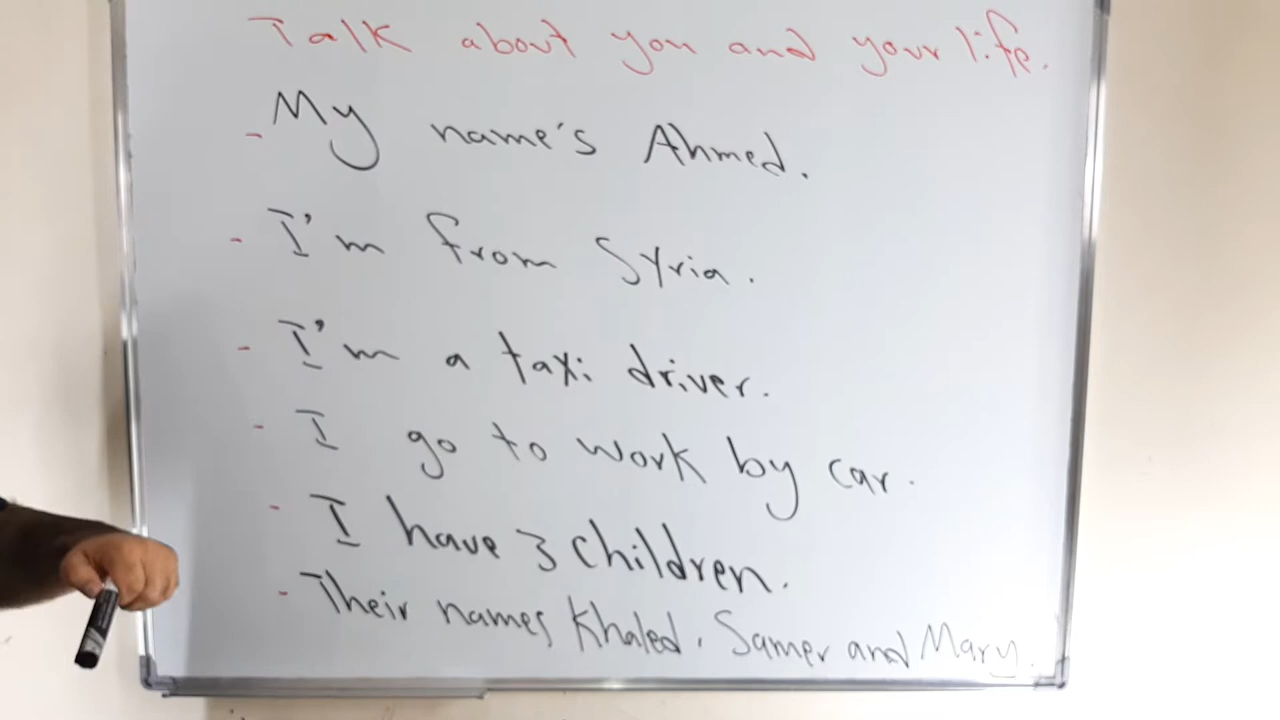 Talk about you and your life.
- My name's Ahmed.
- I'm from Syria.
- I'm a taxi driver.
- I go to work by car.
- I have 3 children.
- Their names Khaled, Samer and Mary.